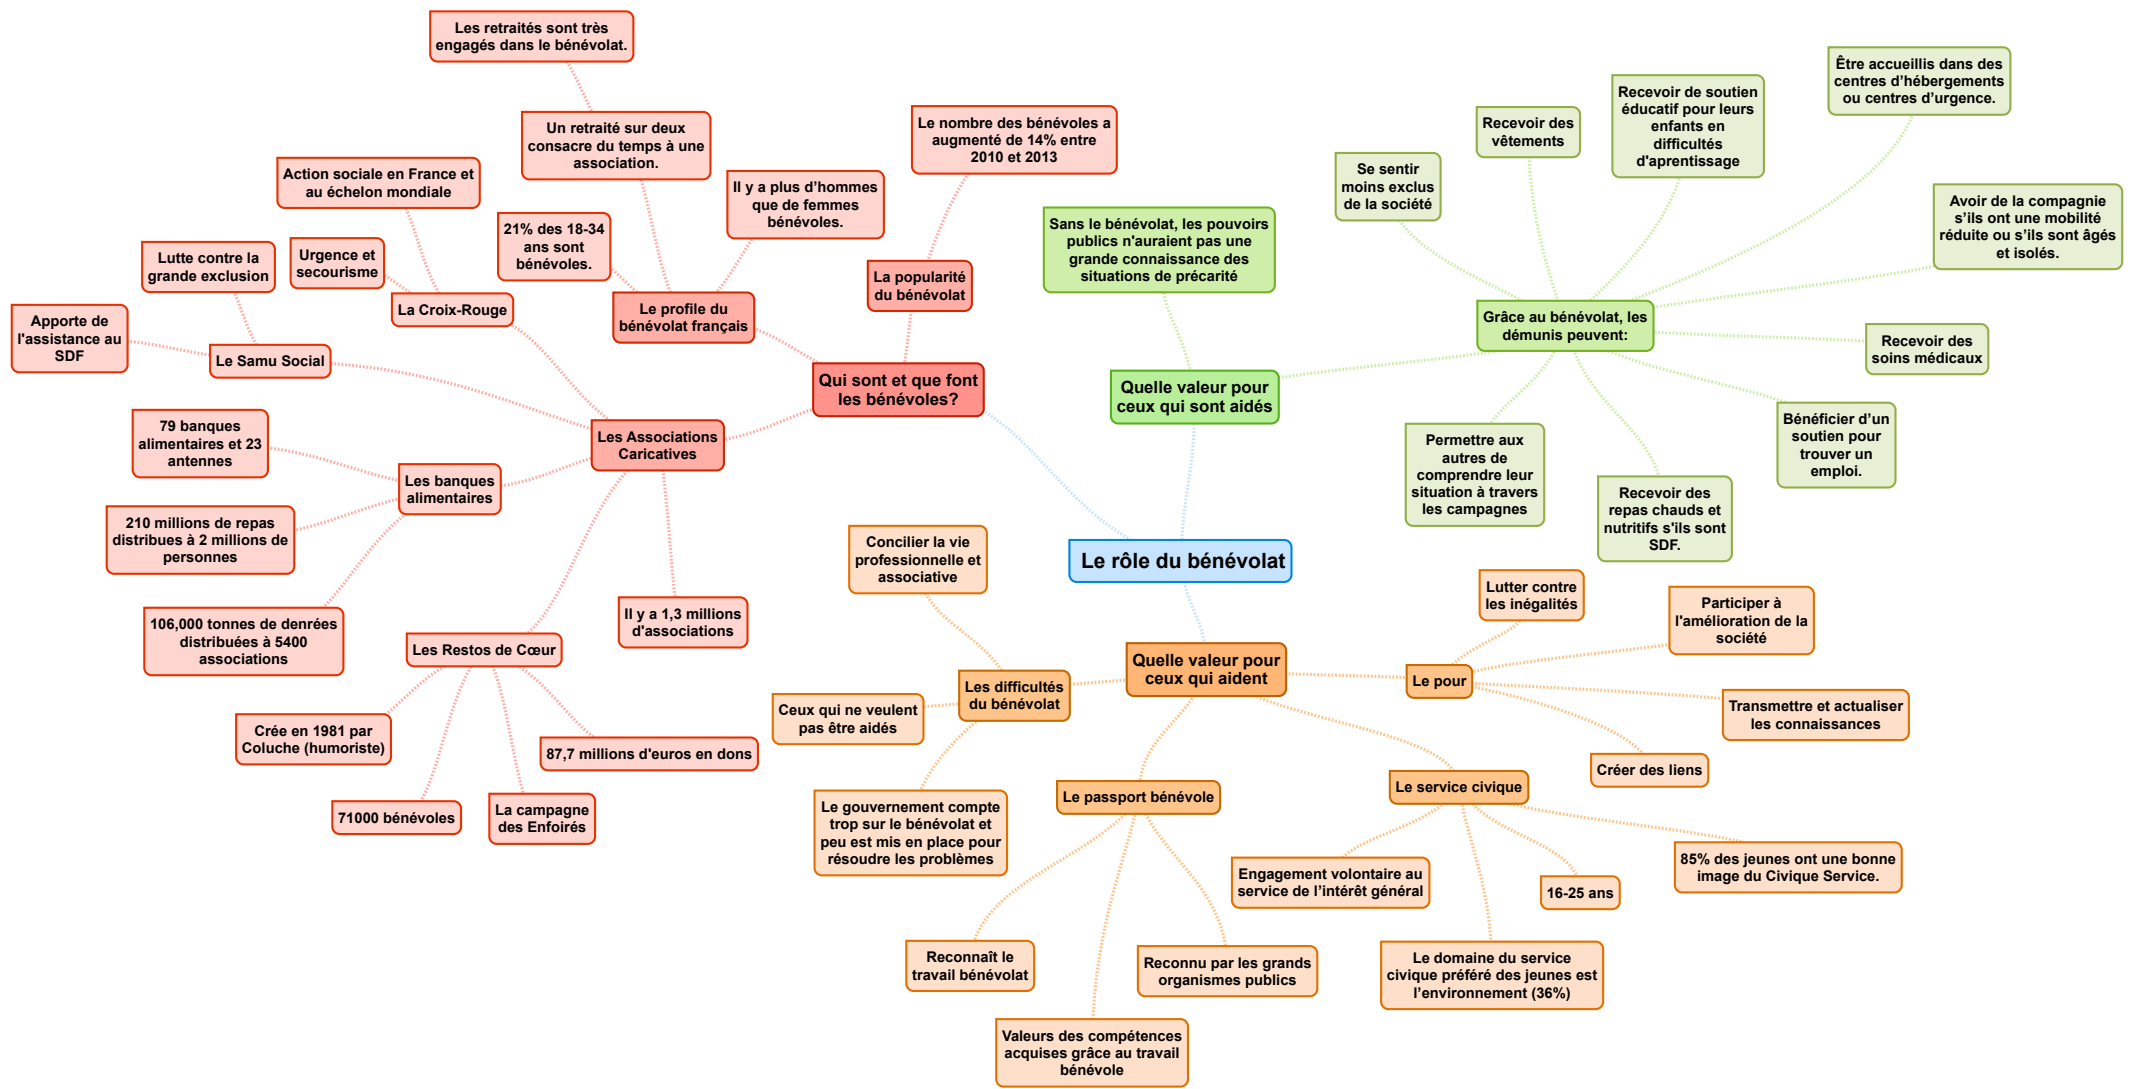 Les retraités sont très
engagés dans le bénévolat.
Un retraité sur deux
consacre du temps à une
association.
Le nombre des bénévoles a
augmenté de 14% entre
2010 et 2013
Action sociale en France et
au échelon mondiale
Il y a plus d’hommes
que de femmes
bénévoles.
21% des 18-34
ans sont
bénévoles.
Urgence et
secourisme
Lutte contre la
grande exclusion
La Croix-Rouge
Le profile du
bénévolat français
La popularité
du bénévolat
Apporte de
l'assistance au
SDF
Le Samu Social
Qui sont et que font
les bénévoles?
79 banques
alimentaires et 23
antennes
Les Associations
Caricatives
Les banques
alimentaires
210 millions de repas
distribues à 2 millions de
personnes
106,000 tonnes de denrées
distribuées à 5400
associations
Il y a 1,3 millions
d'associations
Les Restos de Cœur
Crée en 1981 par
Coluche (humoriste)
87,7 millions d'euros en dons
71000 bénévoles
La campagne
des Enfoirés
Sans le bénévolat, les pouvoirs
publics n'auraient pas une
grande connaissance des
situations de précarité
Quelle valeur pour
ceux qui sont aidés
Se sentir
moins exclus
de la société
Recevoir des
vêtements
Recevoir de soutien
éducatif pour leurs
enfants en
difficultés
d'aprentissage
Être accueillis dans des
centres d’hébergements
ou centres d’urgence.
Avoir de la compagnie
s’ils ont une mobilité
réduite ou s’ils sont âgés
et isolés.
Grâce au bénévolat, les
démunis peuvent:
Recevoir des
soins médicaux
Bénéficier d’un
soutien pour
trouver un
emploi.
Permettre aux
autres de
comprendre leur
situation à travers
les campagnes
Recevoir des
repas chauds et
nutritifs s'ils sont
SDF.
Le rôle du bénévolat
Concilier la vie
professionnelle et
associative
Quelle valeur pour
ceux qui aident
Les difficultés
du bénévolat
Ceux qui ne veulent
pas être aidés
Le gouvernement compte
trop sur le bénévolat et
peu est mis en place pour
résoudre les problèmes
Lutter contre
les inégalités
Participer à
l'amélioration de la
société
Le pour
Transmettre et actualiser
les connaissances
Créer des liens
Le passport bénévole
Le service civique
Engagement volontaire au
service de l’intérêt général
16-25 ans
85% des jeunes ont une bonne
image du Civique Service.
Reconnaît le
travail bénévolat
Reconnu par les grands
organismes publics
Le domaine du service
civique préféré des jeunes est
l’environnement (36%)
Valeurs des compétences
acquises grâce au travail
bénévole